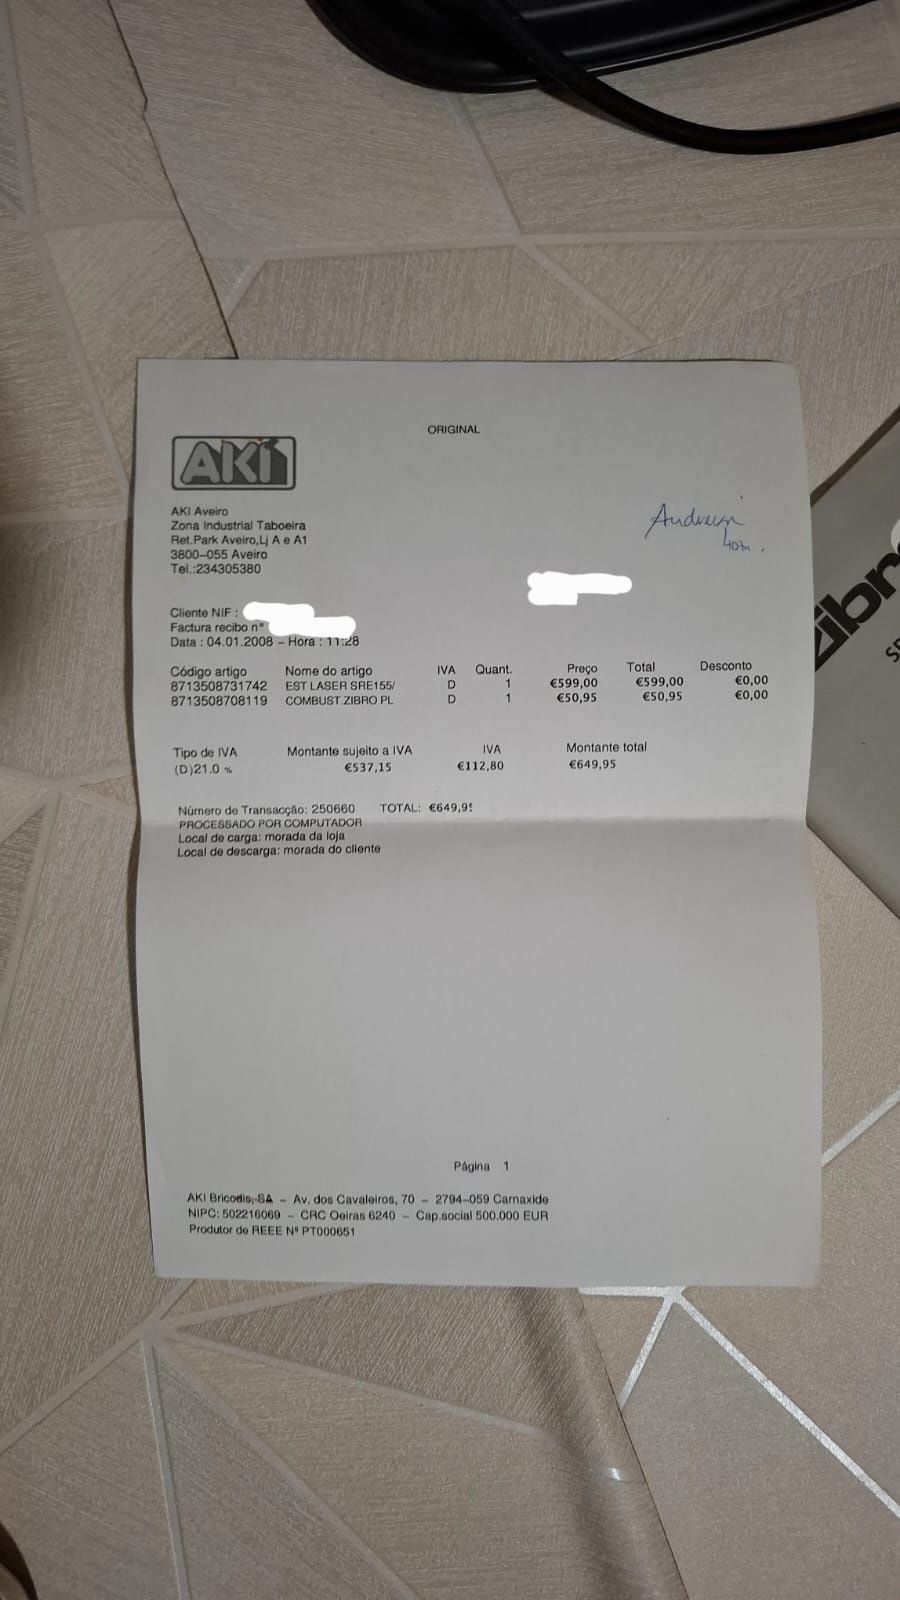 ORIGINAL
AKI
AKI Aveiro
Zona Industrial Taboeira
Ret.Park Aveiro,Lj A e A1
3800-055 Aveiro
Tel.:234305380
Cliente NIF :
Factura recibo n°
Data : 04.01.2008 - Hora : 11:28
Código artigo Nome do artigo IVA Quant. Preço Total Desconto
8713508731742 EST LASER SRE155/ D 1 €599,00 €599,00 €0,00
8713508708119 COMBUST.ZIBRO PL D 1 €50,95 €50,95 €0,00
Tipo de IVA Montante sujeito a IVA IVA Montante total
(D)21.0 % €537,15 €112,80 €649,95
Número de Transacção: 250660 TOTAL: €649,95
PROCESSADO POR COMPUTADOR
Local de carga: morada da loja
Local de descarga: morada do cliente
Página 1
AKI Bricodis, SA - Av. dos Cavaleiros, 70 - 2794-059 Carnaxide
NIPC: 502216069 - CRC Oeiras 6240 - Cap.social 500.000 EUR
Produtor de REEE Nº PT000651